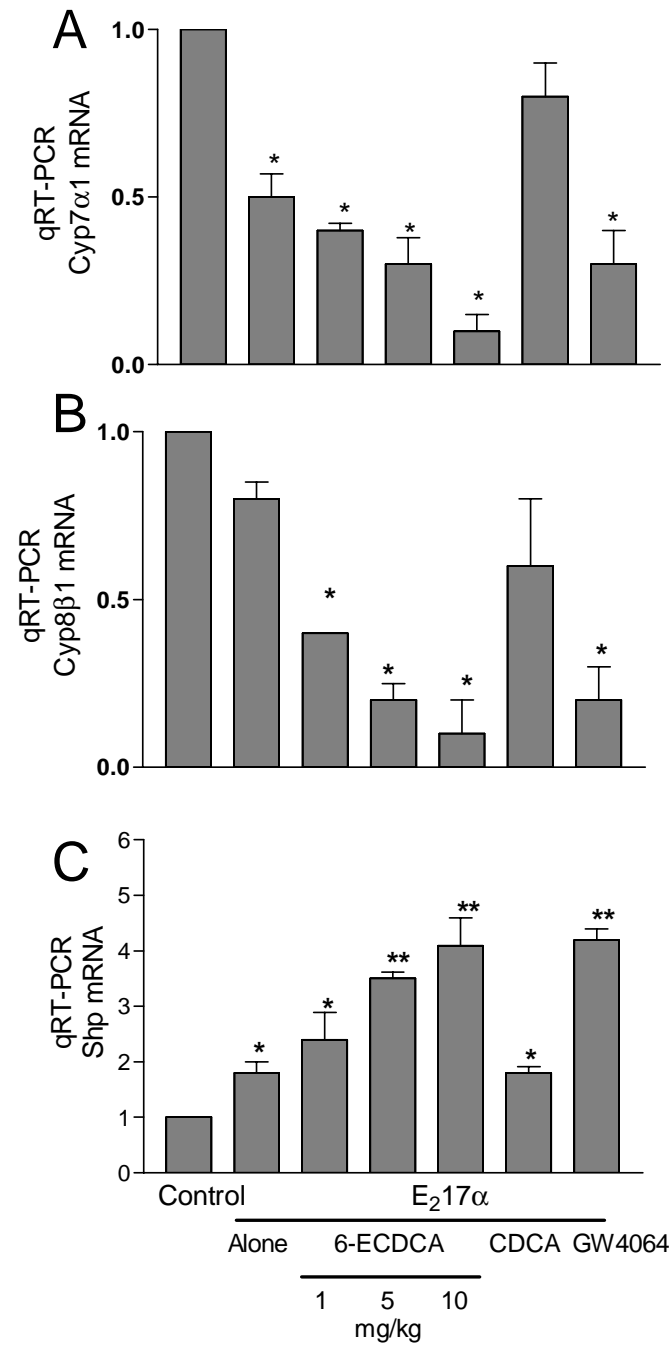 A
qRT-PCR
Cyp7α1 mRNA
1.0
0.5
0.0
*
*
*
*
*
B
qRT-PCR
Cyp8β1 mRNA
1.0
0.5
0.0
*
*
*
*
C
qRT-PCR
Shp mRNA
6
5
4
3
2
1
0
*
*
**
**
*
**
Control E₂17α
Alone 6-ECDCA CDCA GW4064
1 5 10
mg/kg